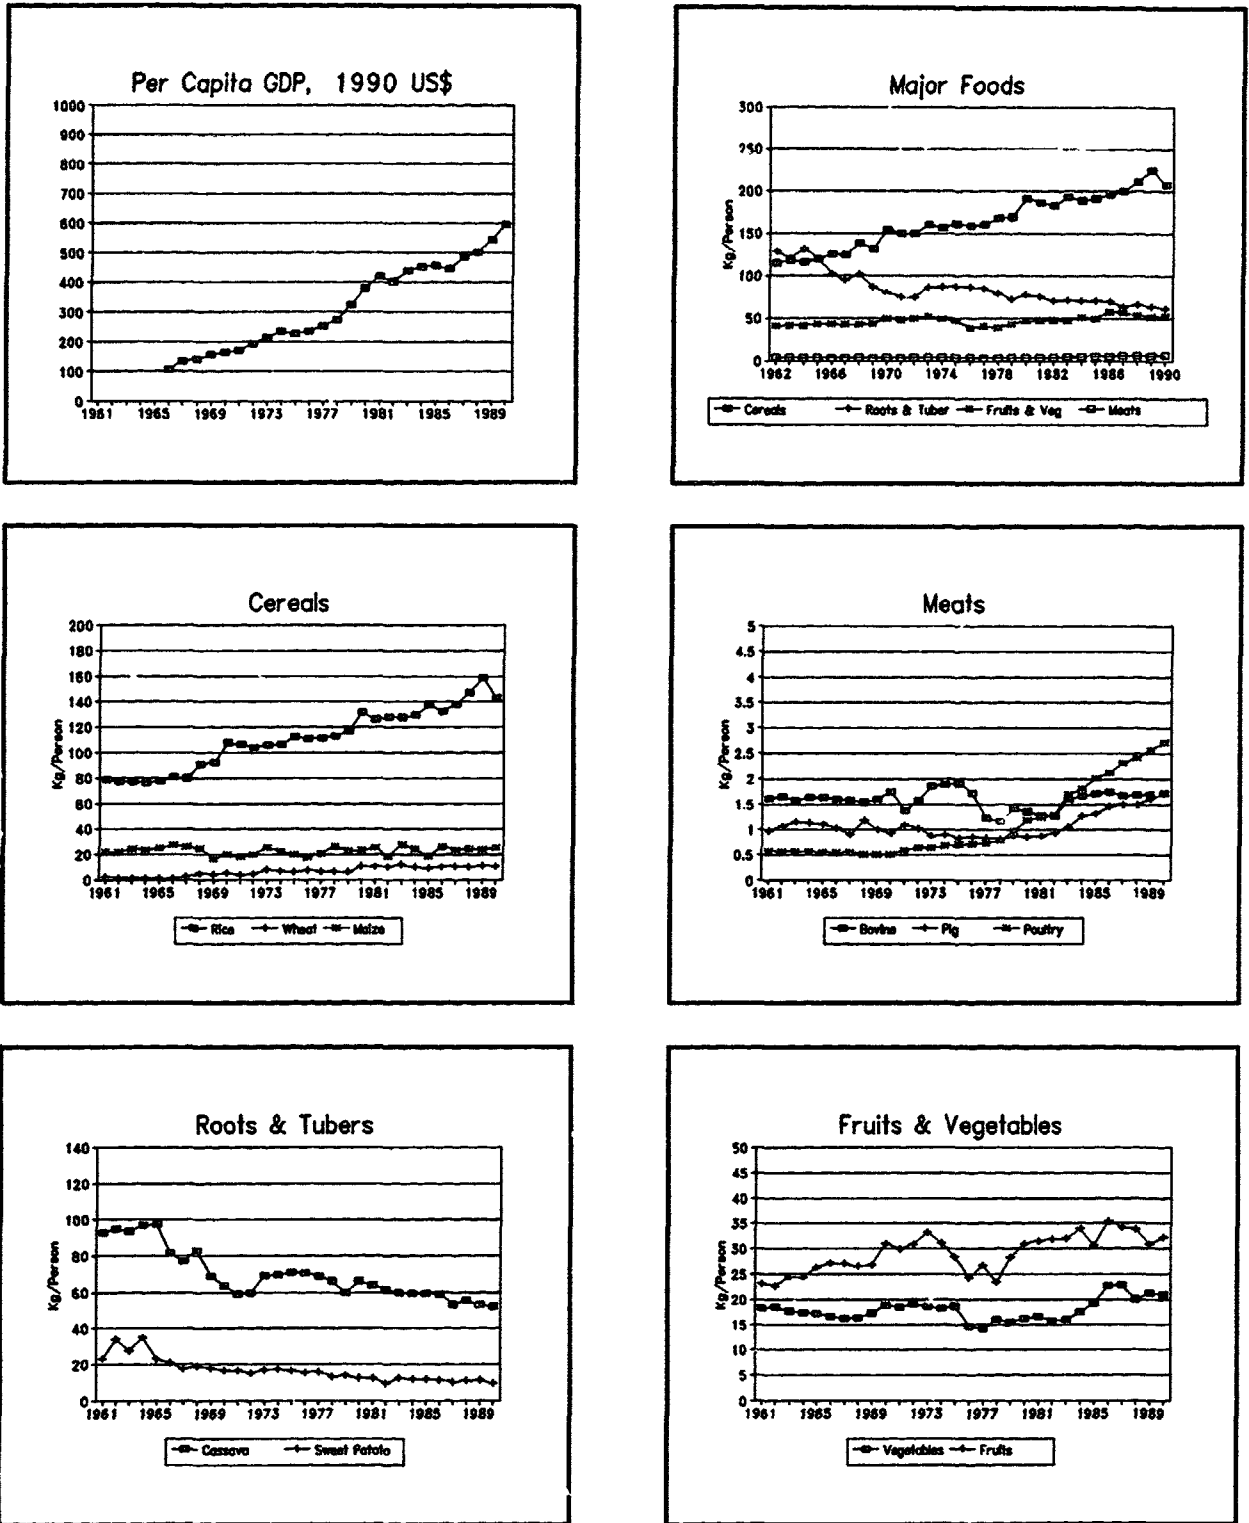 Per Capita GDP, 1990 US$
1000
900
800
700
600
500
400
300
200
100
0
1961 1965 1969 1973 1977 1981 1985 1989
Major Foods
300
250
200
150
100
50
0
Kg/Person
1962 1966 1970 1974 1978 1982 1986 1990
Cereals Roots & Tuber Fruits & Veg Meats
Cereals
200
180
160
140
120
100
80
60
40
20
0
Kg/Person
1961 1965 1969 1973 1977 1981 1985 1989
Rice Wheat Maize
Meats
5
4.5
4
3.5
3
2.5
2
1.5
1
0.5
0
Kg/Person
1961 1965 1969 1973 1977 1981 1985 1989
Bovine Pig Poultry
Roots & Tubers
140
120
100
80
60
40
20
0
Kg/Person
1961 1965 1969 1973 1977 1981 1985 1989
Cassava Sweet Potato
Fruits & Vegetables
50
45
40
35
30
25
20
15
10
5
0
Kg/Person
1961 1965 1969 1973 1977 1981 1985 1989
Vegetables Fruits